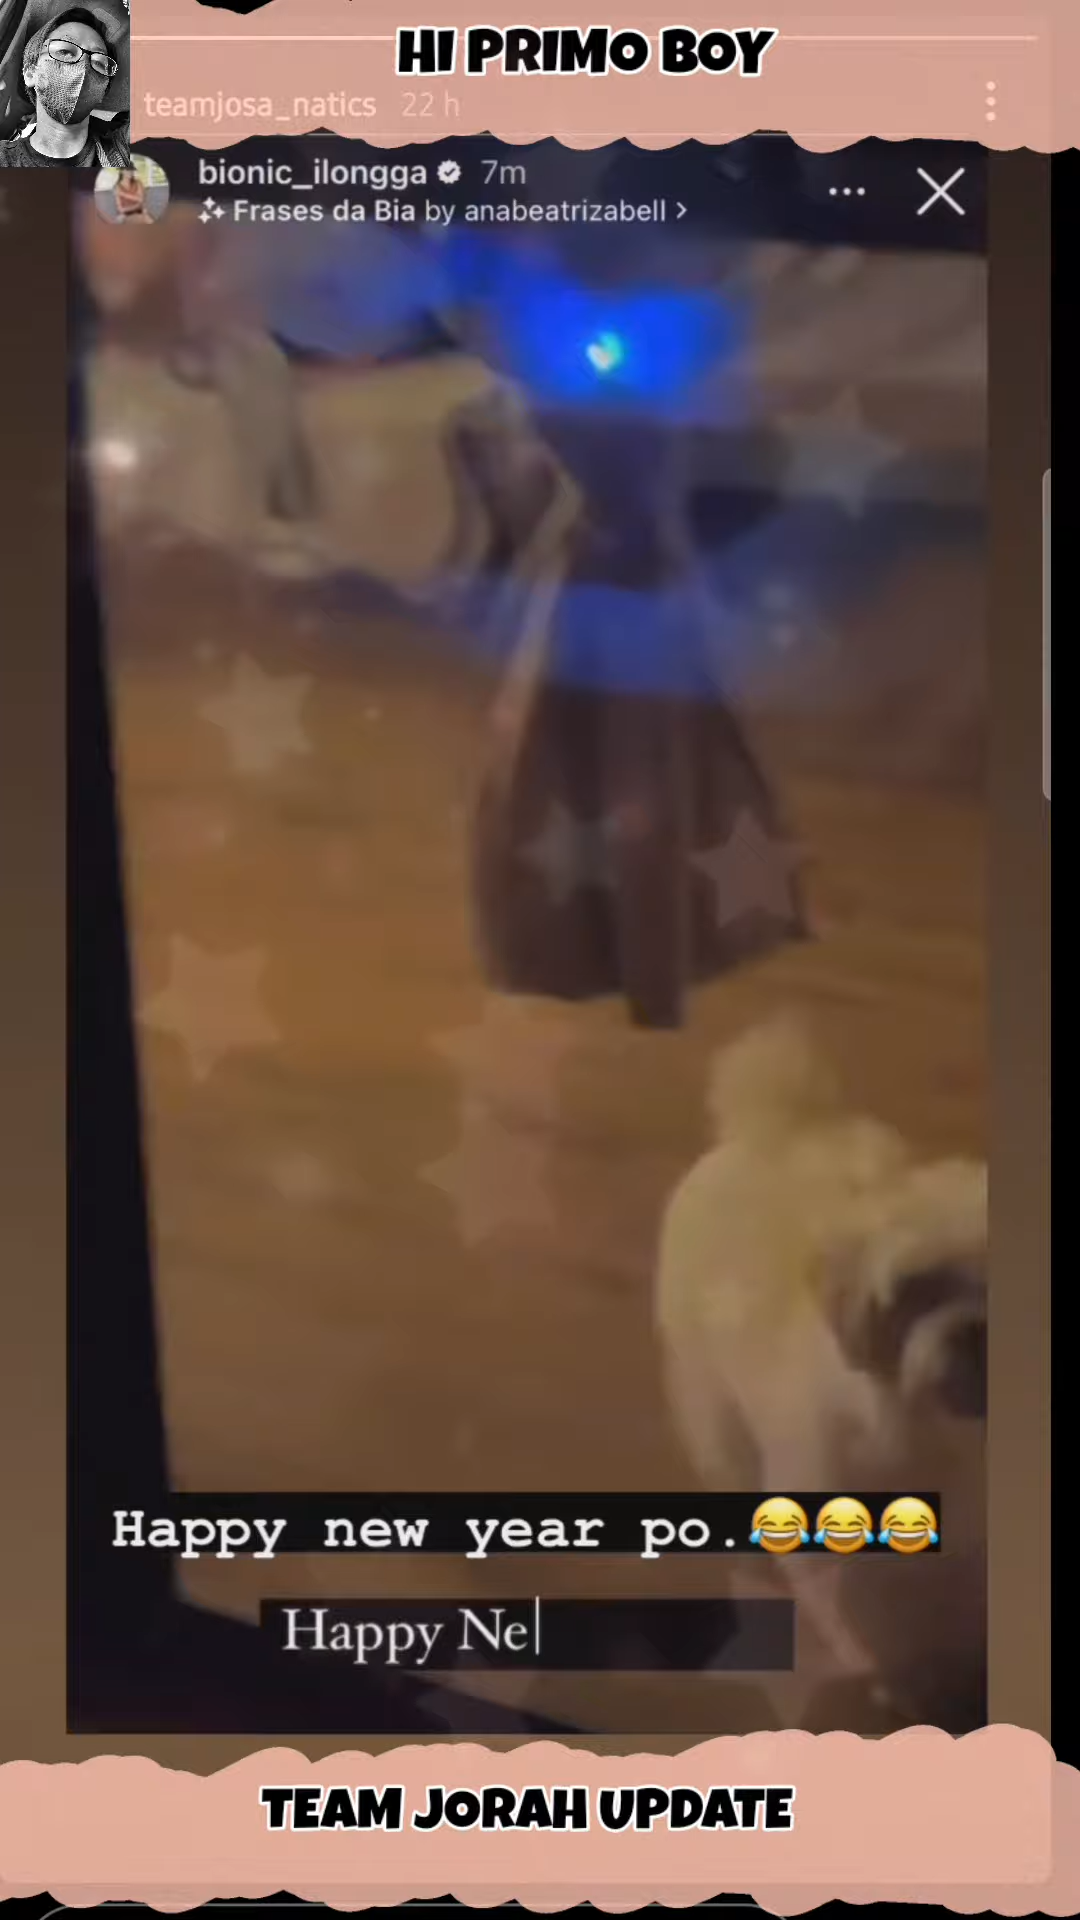 HI PRIMO BOY
teamjosa_natics 22 h
bionic_ilongga 7m
Frases da Bia by anabeatrizabell >
Happy new year po.😂😂😂
Happy Ne
TEAM JORAH UPDATE